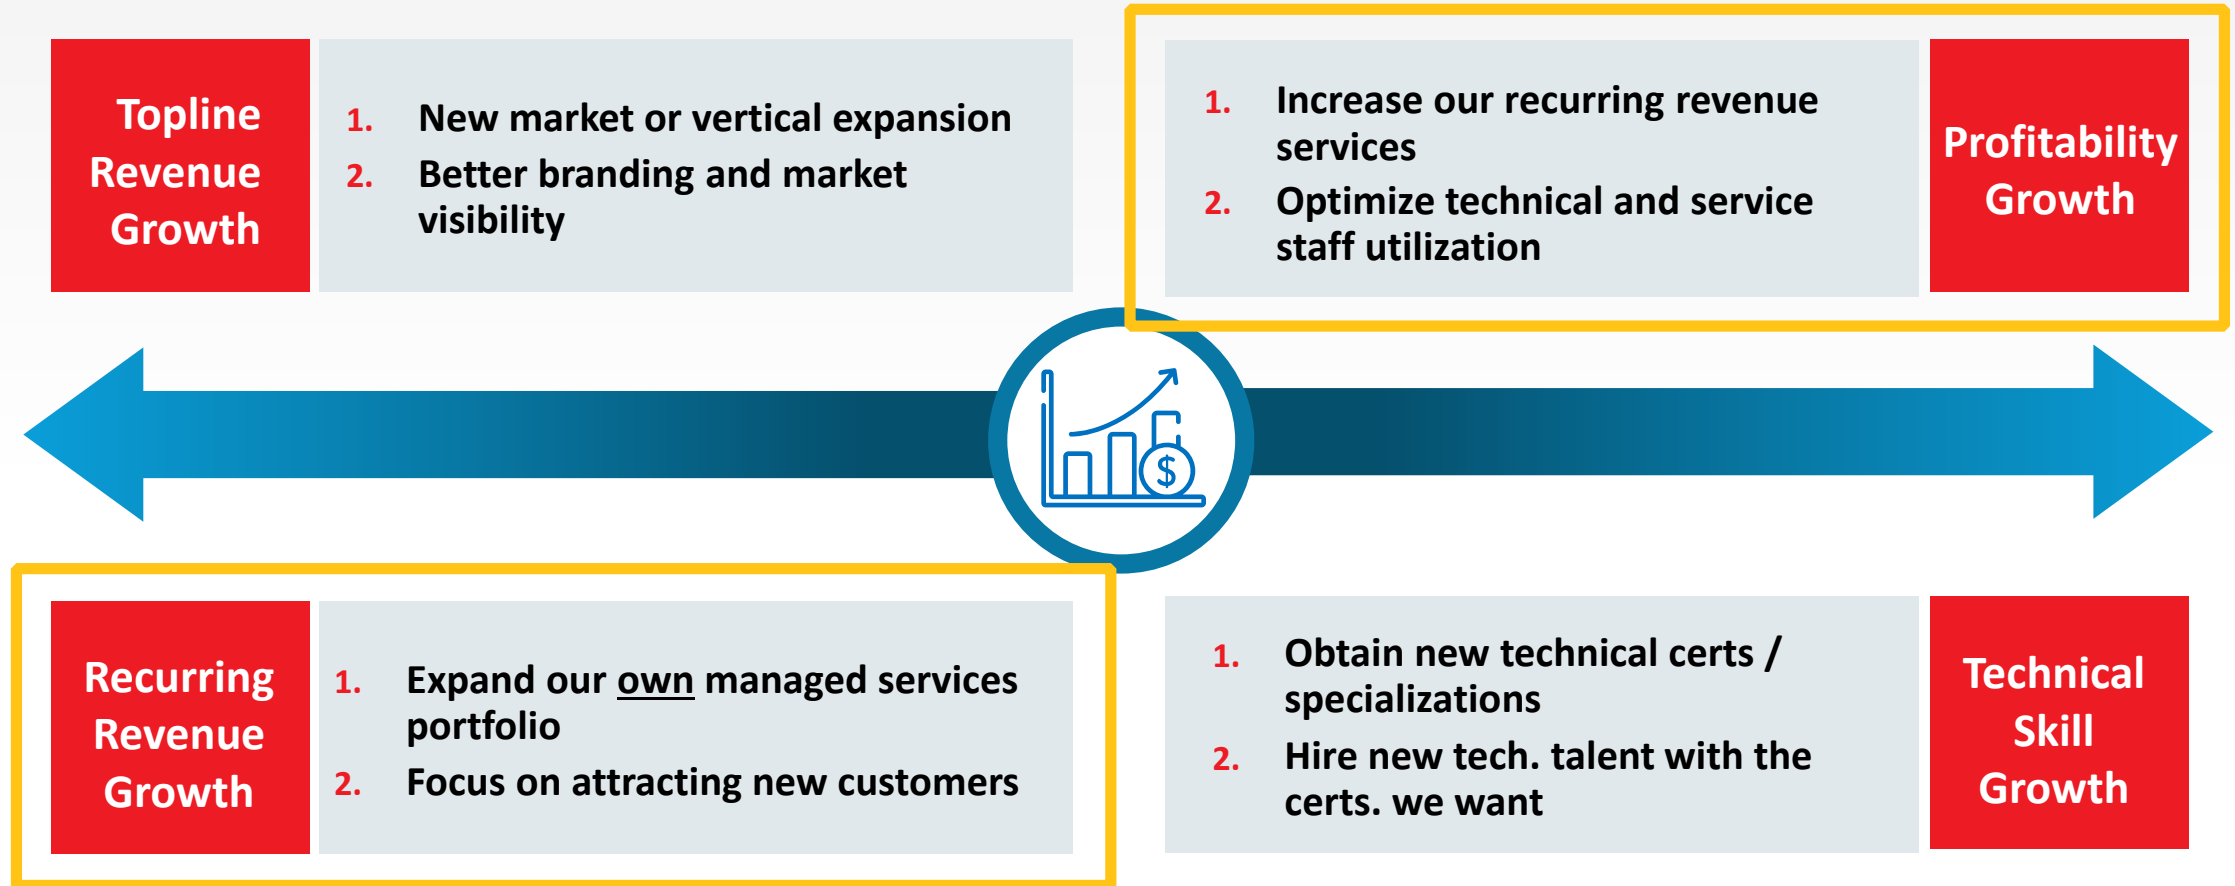 Topline
Revenue
Growth
1. New market or vertical expansion
2. Better branding and market
visibility
1. Increase our recurring revenue
services
2. Optimize technical and service
staff utilization
Profitability
Growth
$
Recurring
Revenue
Growth
1. Expand our own managed services
portfolio
2. Focus on attracting new customers
1. Obtain new technical certs /
specializations
2. Hire new tech. talent with the
certs. we want
Technical
Skill
Growth